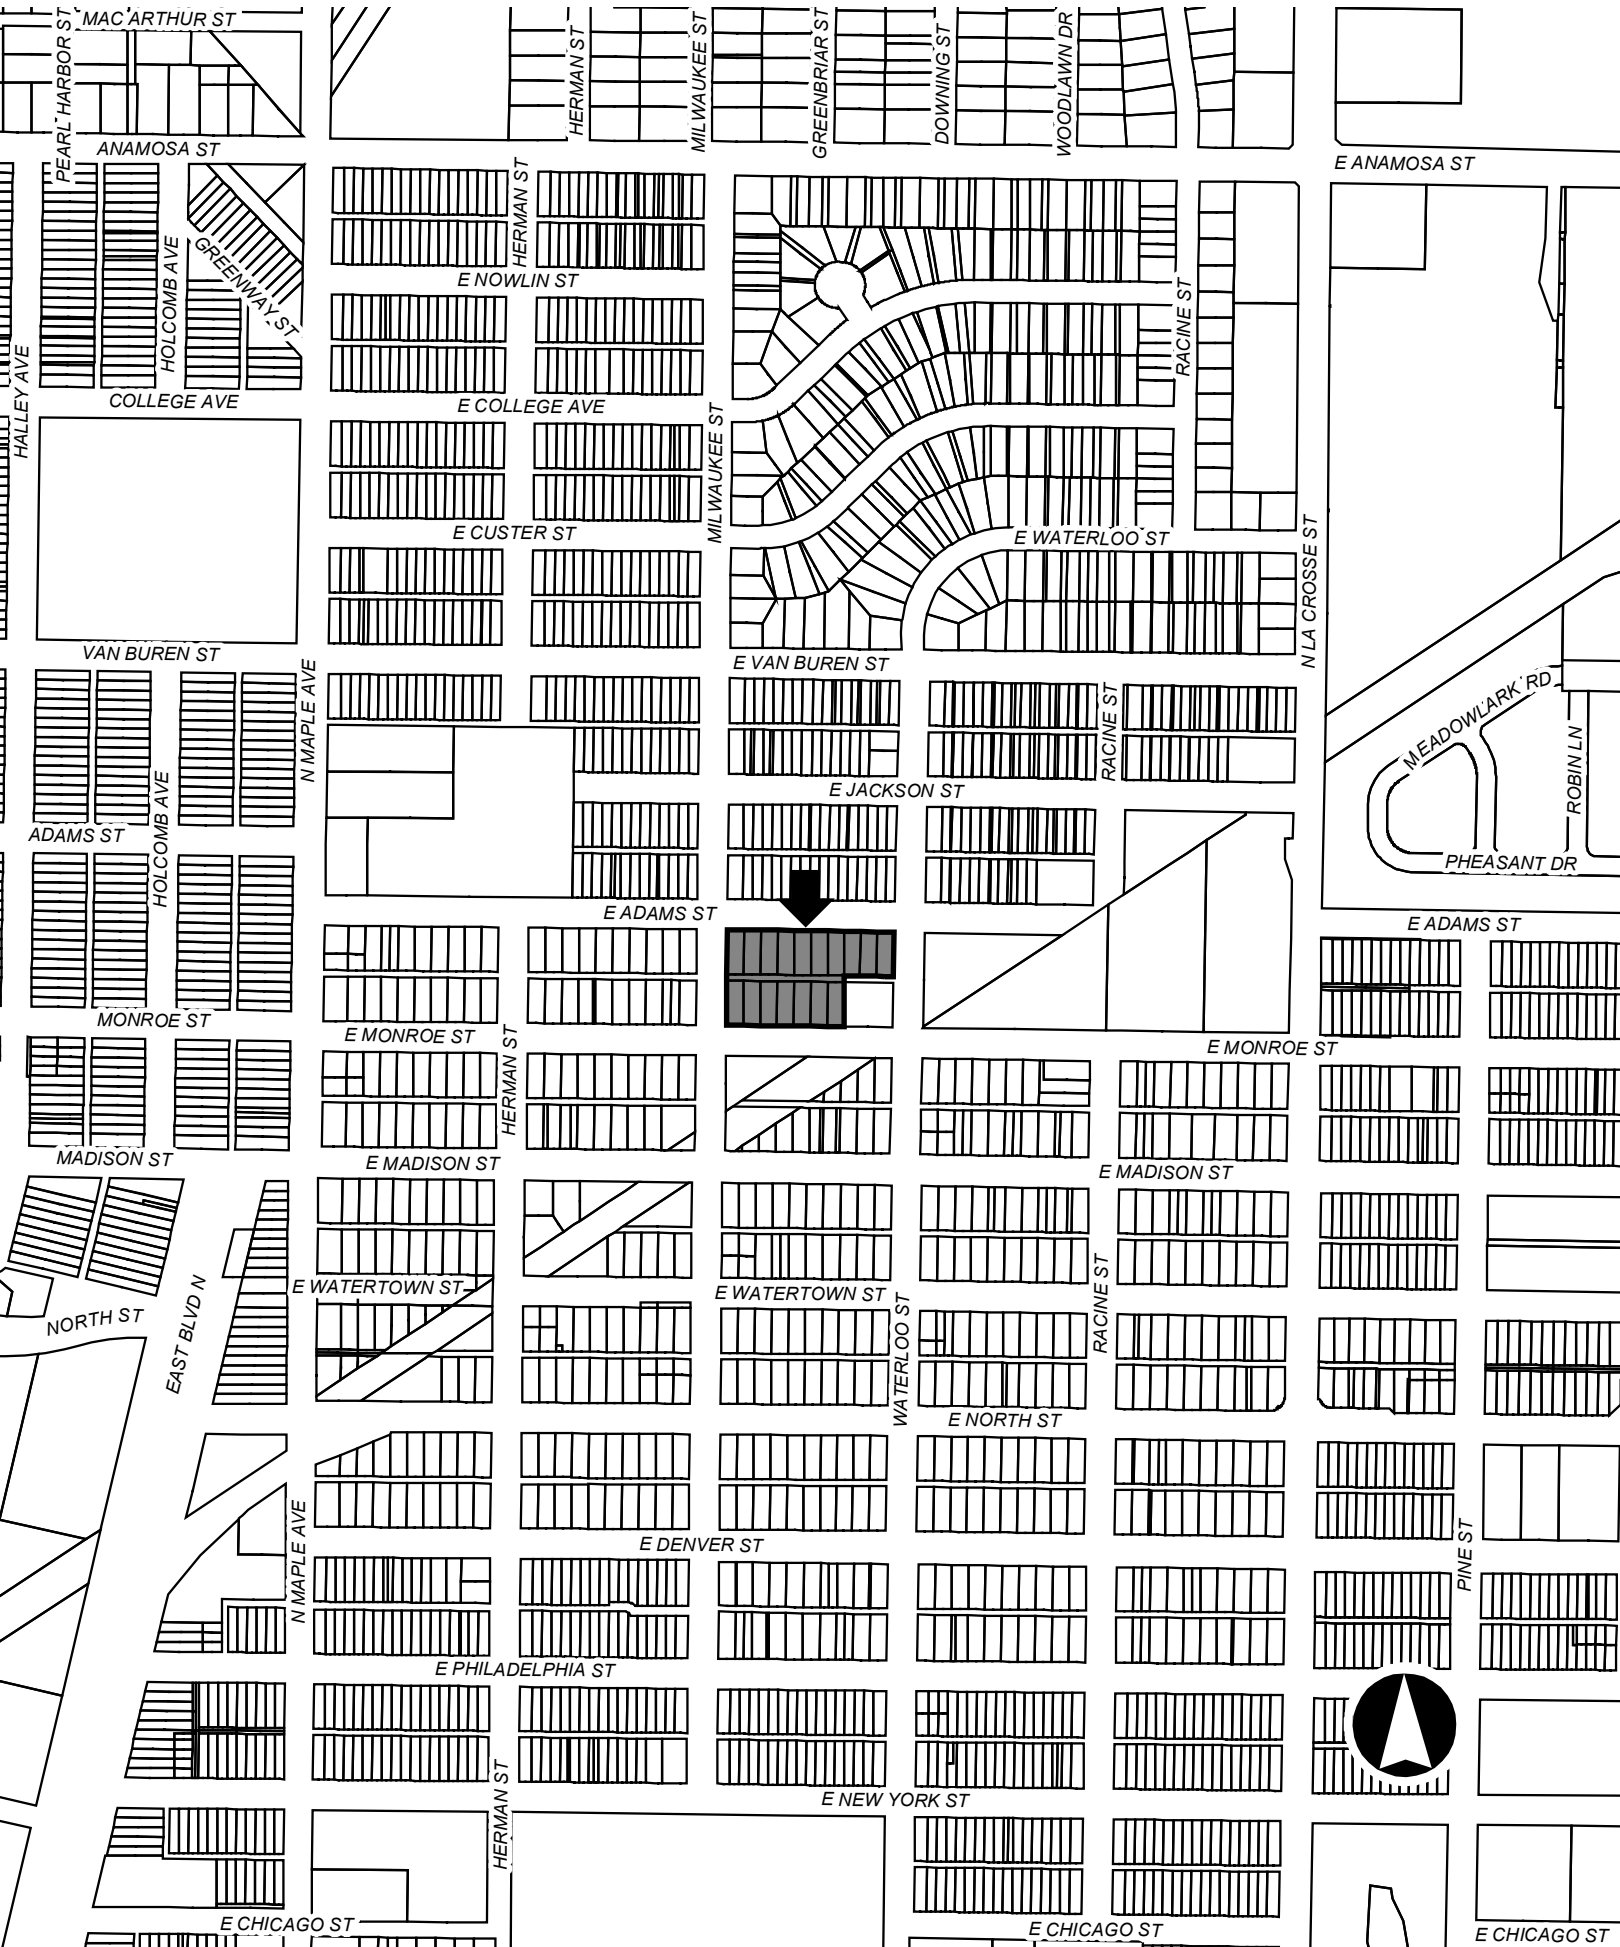 MAC ARTHUR ST
PEARL HARBOR ST
HERMAN ST
MILWAUKEE ST
GREENBRIAR ST
DOWNING ST
WOODLAWN DR
ANAMOSA ST
E ANAMOSA ST
HERMAN ST
HOLCOMB AVE
GREENWAY ST
E NOWLIN ST
RACINE ST
HALLEY AVE
COLLEGE AVE
E COLLEGE AVE
MILWAUKEE ST
E CUSTER ST
E WATERLOO ST
N LA CROSSE ST
VAN BUREN ST
N MAPLE AVE
E VAN BUREN ST
RACINE ST
MEADOWLARK RD
ROBIN LN
HOLCOMB AVE
E JACKSON ST
ADAMS ST
PHEASANT DR
E ADAMS ST
E ADAMS ST
MONROE ST
E MONROE ST
HERMAN ST
E MONROE ST
MADISON ST
E MADISON ST
E MADISON ST
E WATERTOWN ST
E WATERTOWN ST
NORTH ST
EAST BLVD N
WATERLOO ST
RACINE ST
E NORTH ST
N MAPLE AVE
E DENVER ST
PINE ST
E PHILADELPHIA ST
HERMAN ST
E NEW YORK ST
E CHICAGO ST
E CHICAGO ST
E CHICAGO ST